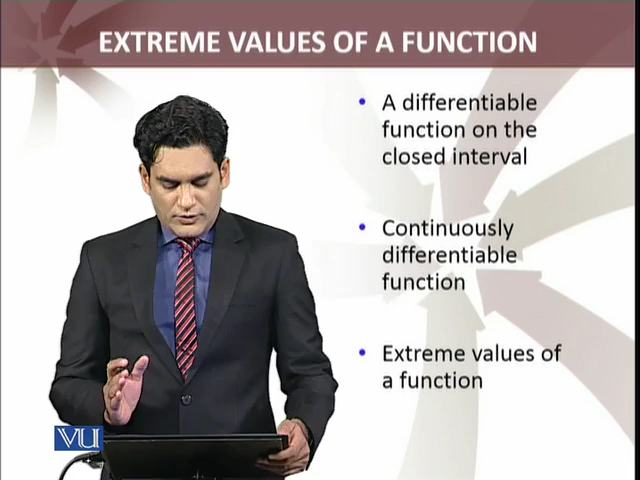 EXTREME VALUES OF A FUNCTION
• A differentiable
function on the
closed interval
• Continuously
differentiable
function
• Extreme values of
a function
VU